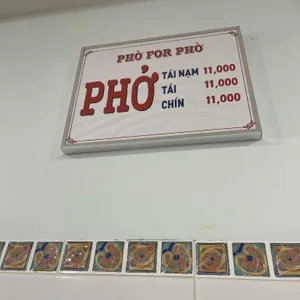 PHỞ FOR PHỞ
PHỞ
TÁI NẠM 11,000
TÁI 11,000
CHÍN 11,000